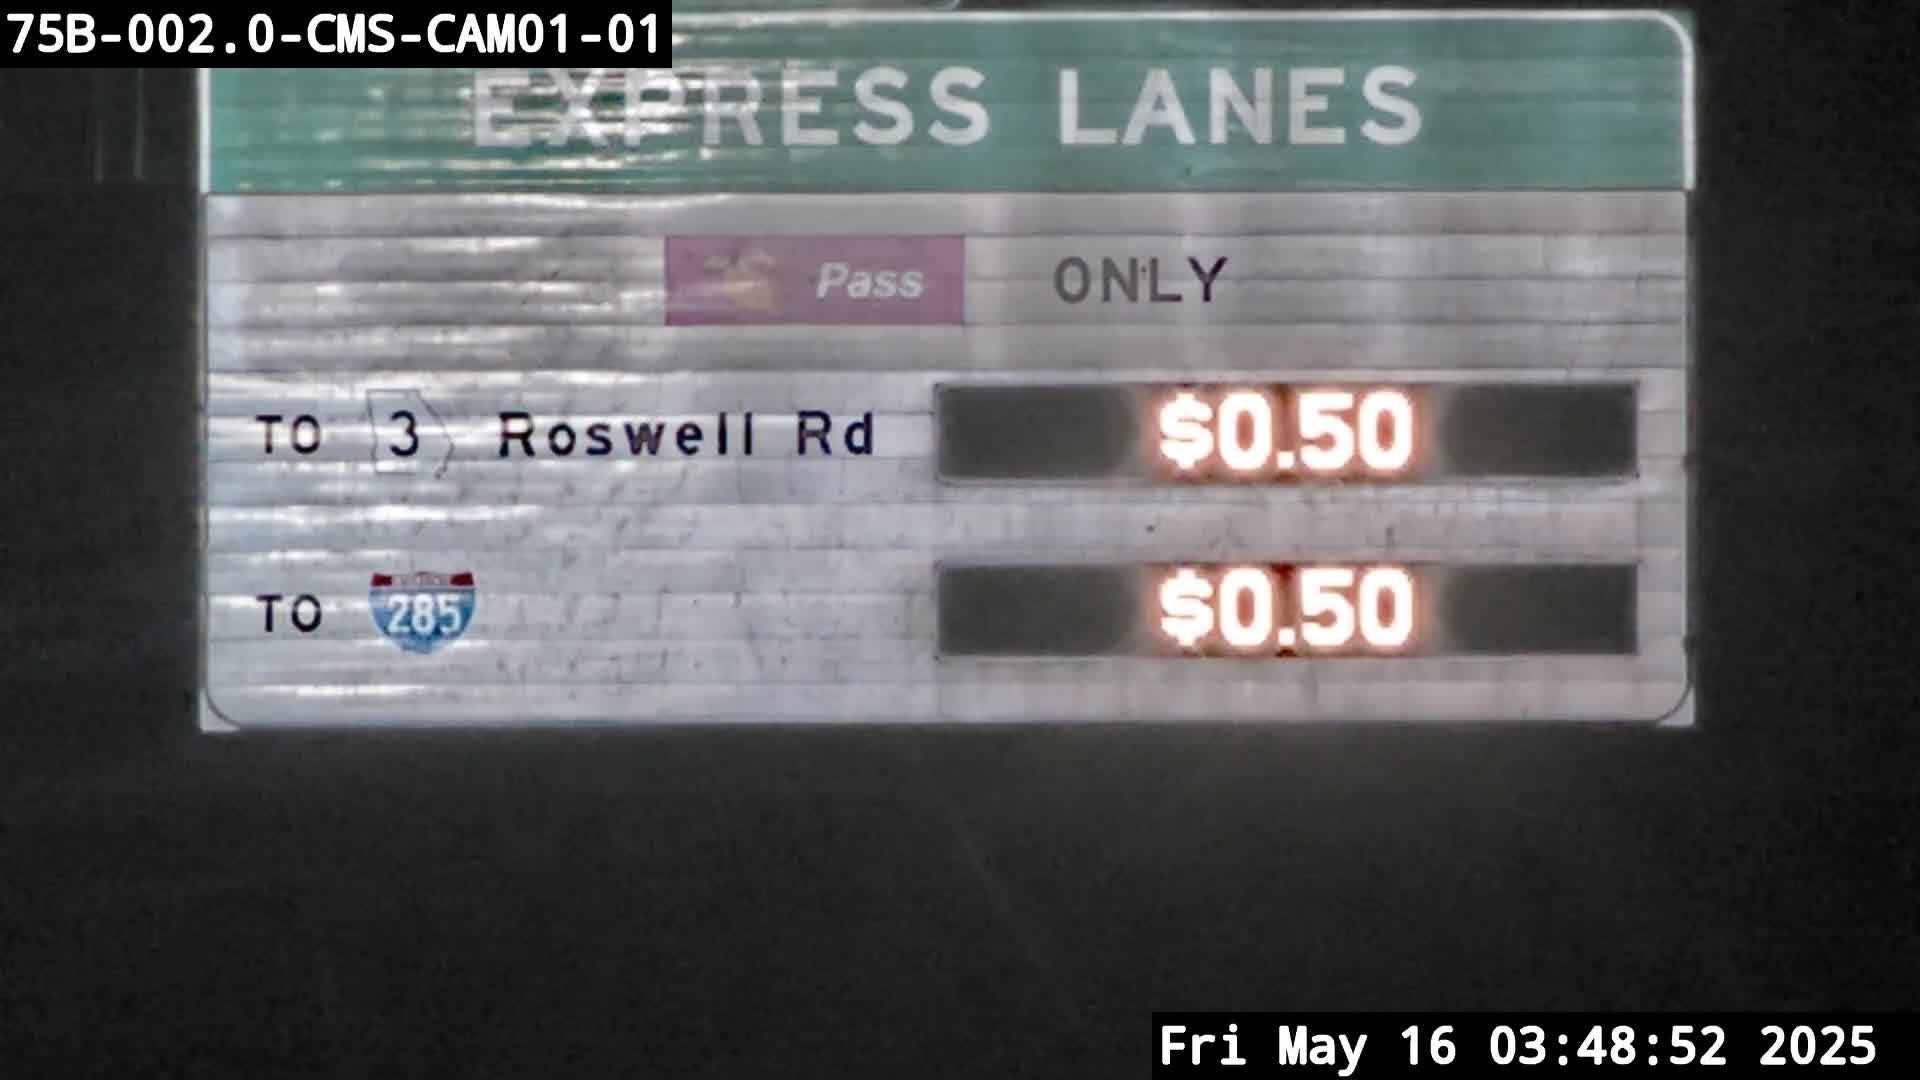 75B-002.0-CMS-CAM01-01
EXPRESS LANES
Pass ONLY
TO 3 Roswell Rd $0.50
TO 285 $0.50
Fri May 16 03:48:52 2025